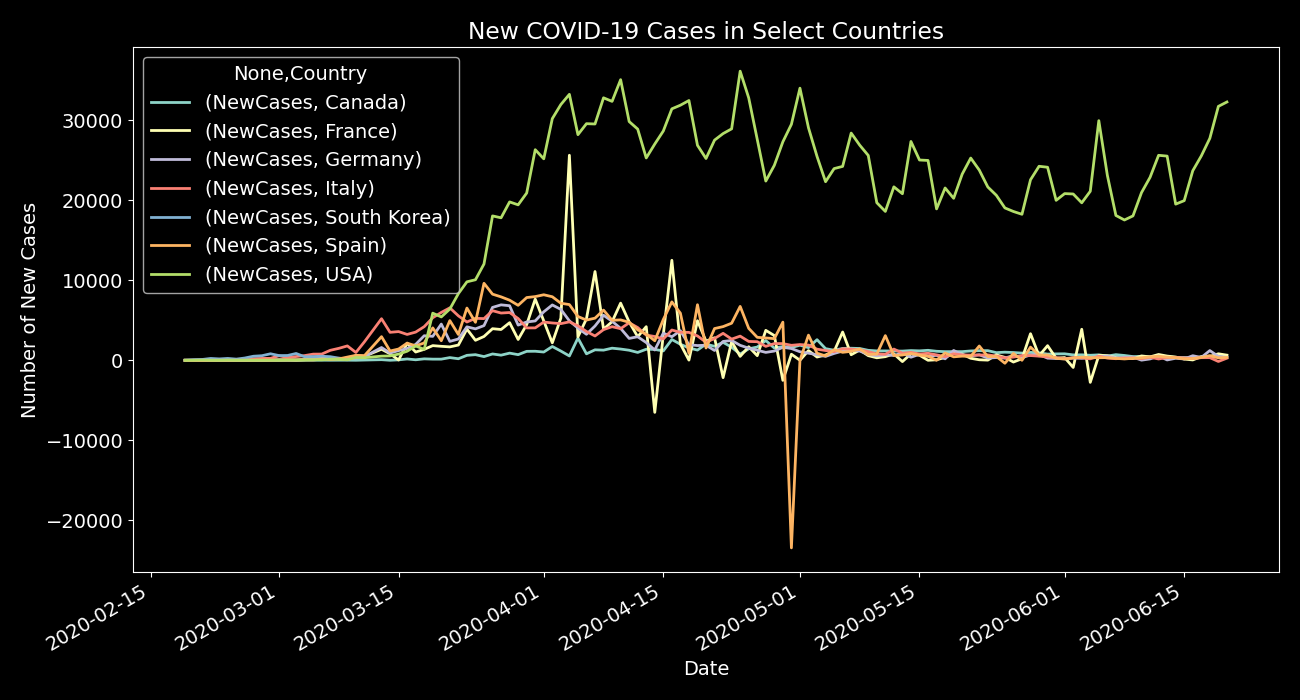 New COVID-19 Cases in Select Countries
None,Country
(NewCases, Canada)
(NewCases, France)
(NewCases, Germany)
(NewCases, Italy)
(NewCases, South Korea)
(NewCases, Spain)
(NewCases, USA)
Number of New Cases
30000
20000
10000
0
−10000
−20000
2020-02-15
2020-03-01
2020-03-15
2020-04-01
2020-04-15
2020-05-01
2020-05-15
2020-06-01
2020-06-15
Date